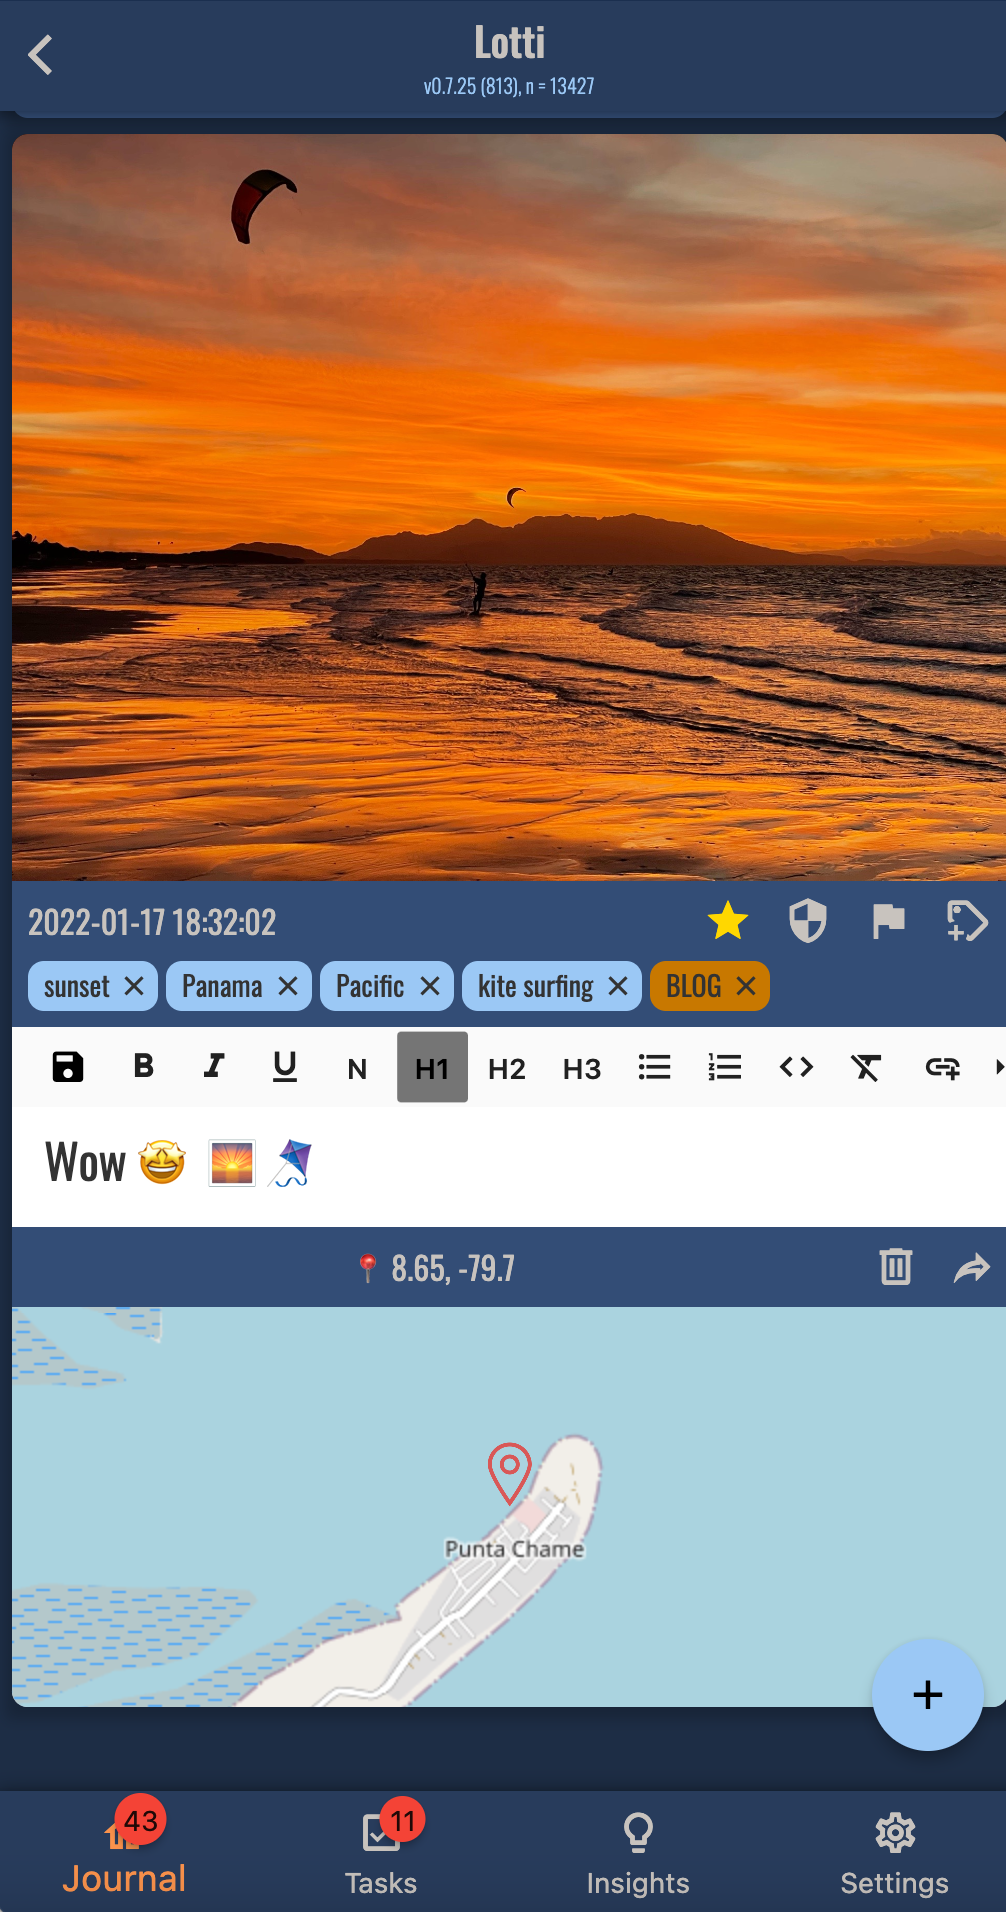 Lotti
v0.7.25 (813), n = 13427
2022-01-17 18:32:02
sunset Panama Pacific kite surfing BLOG
B I U N H1 H2 H3
Wow 🤩 🌅 🪁
📍 8.65, -79.7
Punta Chame
+
43 11
Journal Tasks Insights Settings